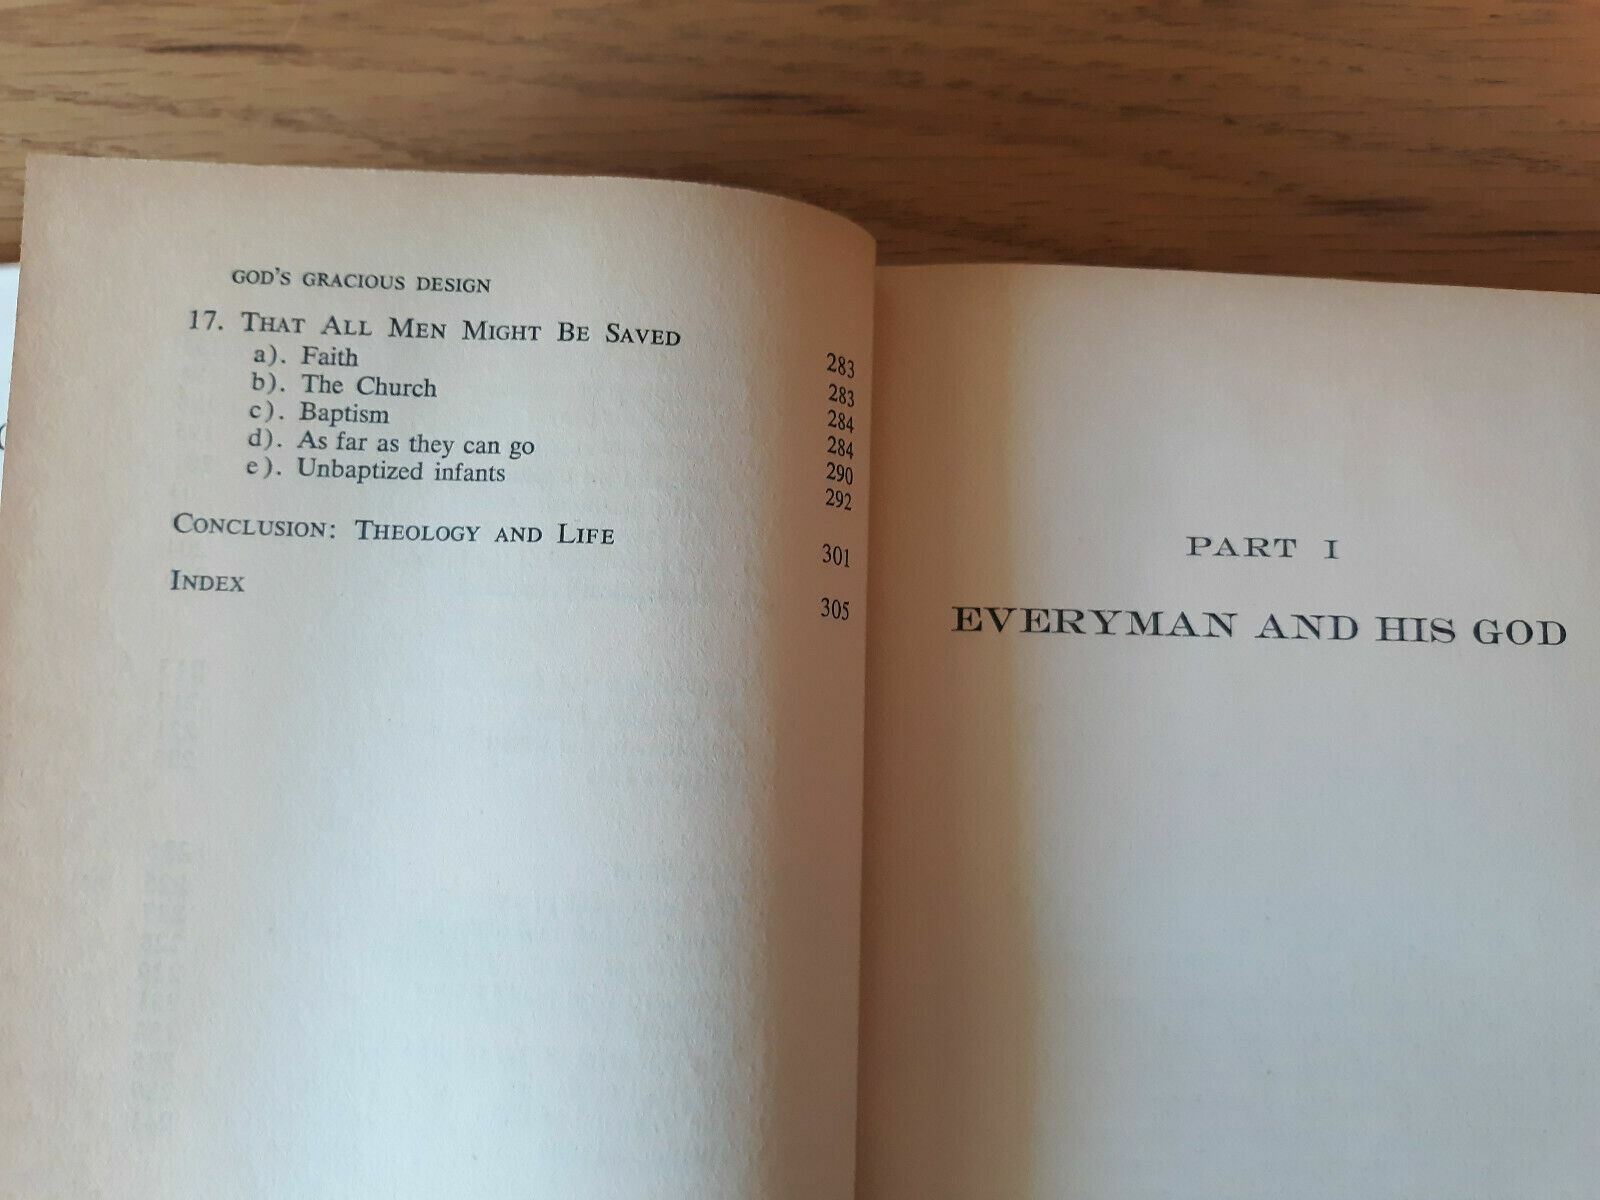 GOD'S GRACIOUS DESIGN
17. THAT ALL MEN MIGHT BE SAVED 283
a). Faith 283
b). The Church 284
c). Baptism 284
d). As far as they can go 290
e). Unbaptized infants 292
CONCLUSION: THEOLOGY AND LIFE 301
INDEX 305
PART I
EVERYMAN AND HIS GOD